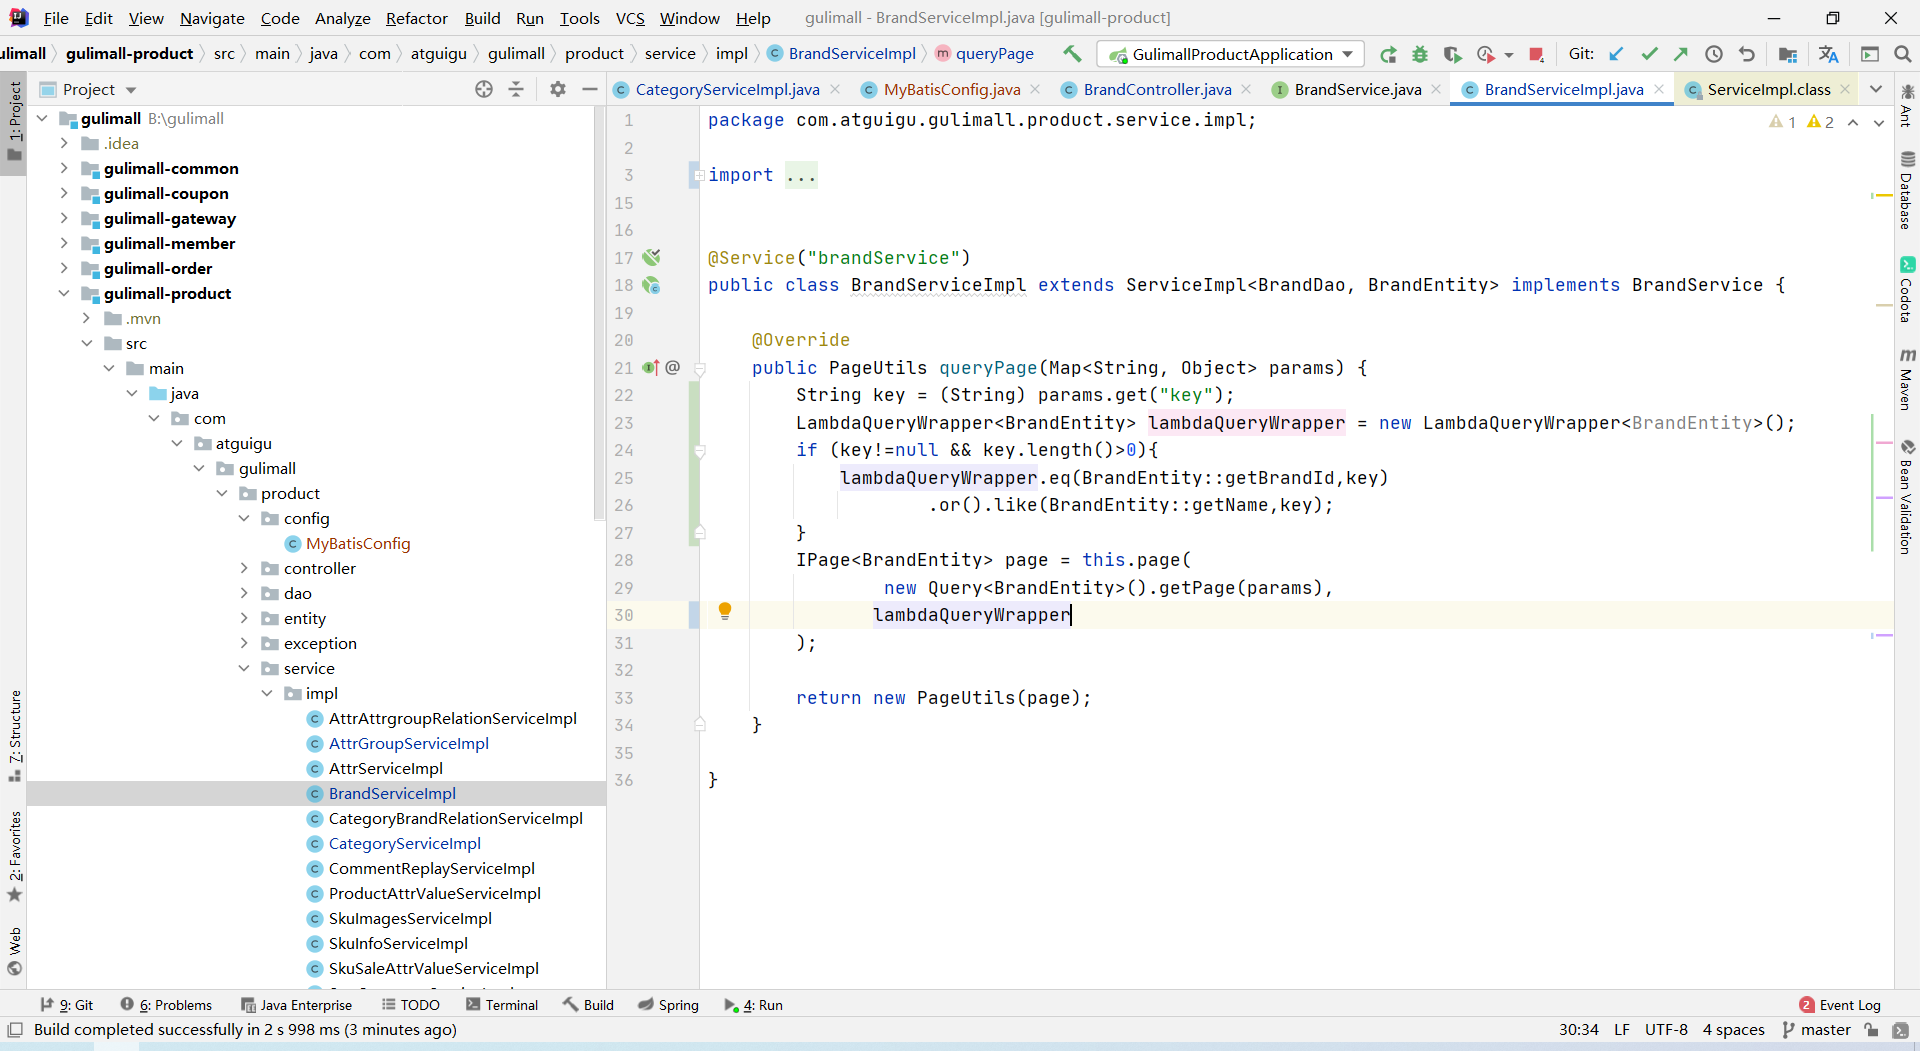 File Edit View Navigate Code Analyze Refactor Build Run Tools VCS Window Help gulimall - BrandServiceImpl.java [gulimall-product]
ulimall gulimall-product src main java com atguigu gulimall product service impl BrandServiceImpl queryPage GulimallProductApplication Git:
Project
CategoryServiceImpl.java MyBatisConfig.java BrandController.java BrandService.java BrandServiceImpl.java ServiceImpl.class
1: Project
7: Structure
2: Favorites
Web
gulimall B:\gulimall
.idea
gulimall-common
gulimall-coupon
gulimall-gateway
gulimall-member
gulimall-order
gulimall-product
.mvn
src
main
java
com
atguigu
gulimall
product
config
MyBatisConfig
controller
dao
entity
exception
service
impl
AttrAttrgroupRelationServiceImpl
AttrGroupServiceImpl
AttrServiceImpl
BrandServiceImpl
CategoryBrandRelationServiceImpl
CategoryServiceImpl
CommentReplayServiceImpl
ProductAttrValueServiceImpl
SkuImagesServiceImpl
SkuInfoServiceImpl
SkuSaleAttrValueServiceImpl
1 package com.atguigu.gulimall.product.service.impl;
2
3 import ...
15
16
17 @Service("brandService")
18 public class BrandServiceImpl extends ServiceImpl<BrandDao, BrandEntity> implements BrandService {
19
20 @Override
21 @ public PageUtils queryPage(Map<String, Object> params) {
22 String key = (String) params.get("key");
23 LambdaQueryWrapper<BrandEntity> lambdaQueryWrapper = new LambdaQueryWrapper<BrandEntity>();
24 if (key!=null && key.length()>0){
25 lambdaQueryWrapper.eq(BrandEntity::getBrandId,key)
26 .or().like(BrandEntity::getName,key);
27 }
28 IPage<BrandEntity> page = this.page(
29 new Query<BrandEntity>().getPage(params),
30 lambdaQueryWrapper
31 );
32
33 return new PageUtils(page);
34 }
35
36 }
1 2
Ant
Database
Codota
Maven
Bean Validation
9: Git 6: Problems Java Enterprise TODO Terminal Build Spring 4: Run 2 Event Log
Build completed successfully in 2 s 998 ms (3 minutes ago) 30:34 LF UTF-8 4 spaces master